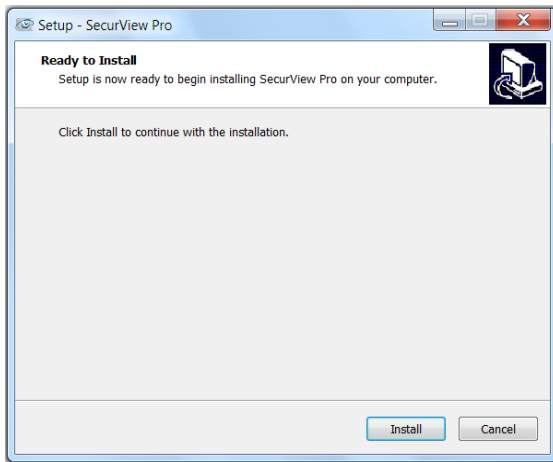 Setup - SecurView Pro
Ready to Install
Setup is now ready to begin installing SecurView Pro on your computer.
Click Install to continue with the installation.
Install
Cancel